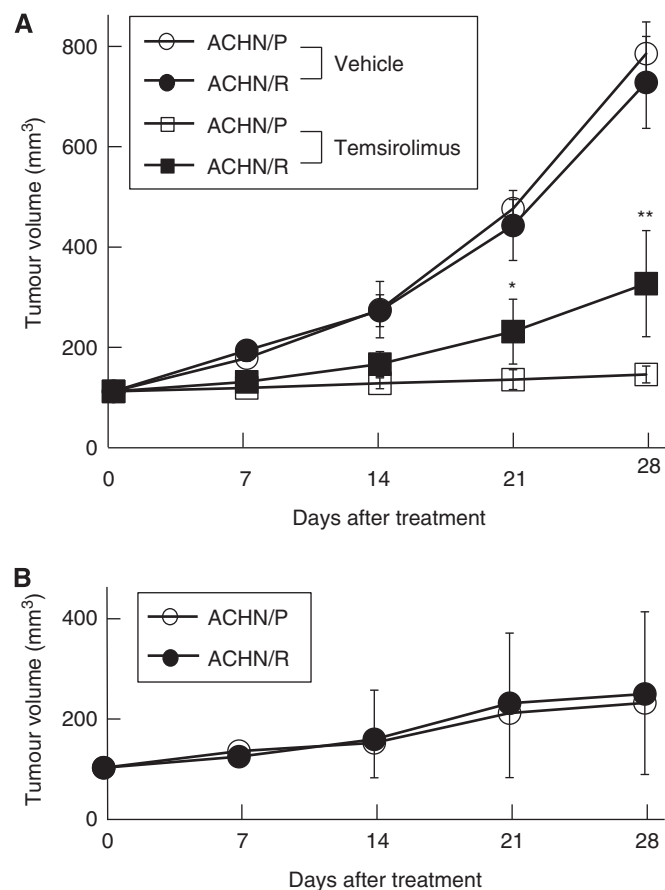 A
800
600
400
200
0
Tumour volume (mm³)
ACHN/P
ACHN/R
Vehicle
ACHN/P
ACHN/R
Temsirolimus
*
**
0 7 14 21 28
Days after treatment
B
400
200
0
Tumour volume (mm³)
ACHN/P
ACHN/R
0 7 14 21 28
Days after treatment